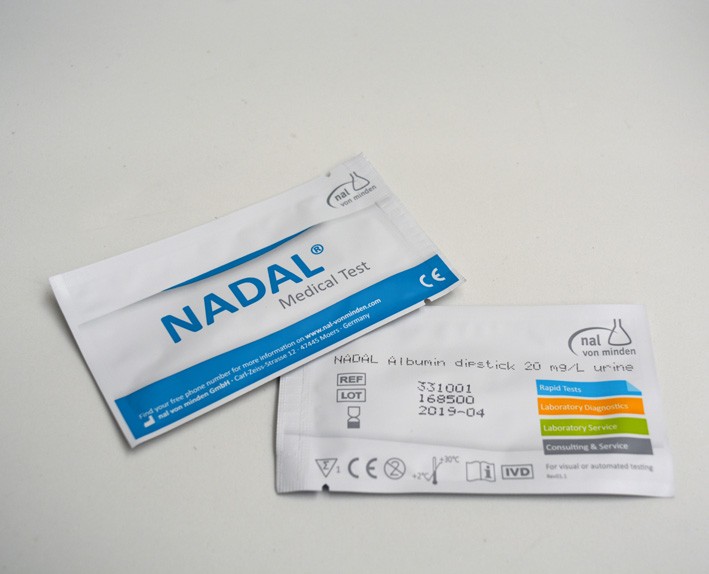 nal
von minden
NADAL®
Medical Test
CE
Find your free phone number for more information on www.nal-vonminden.com
nal von minden GmbH · Carl-Zeiss-Strasse 12 · 47445 Moers · Germany
nal
von minden
NADAL Albumin dipstick 20 mg/L urine
REF 331001
LOT 168500
2019-04
Rapid Tests
Laboratory Diagnostics
Laboratory Service
Consulting & Service
Σ 1 CE 2 +2°C +30°C i IVD
For visual or automated testing